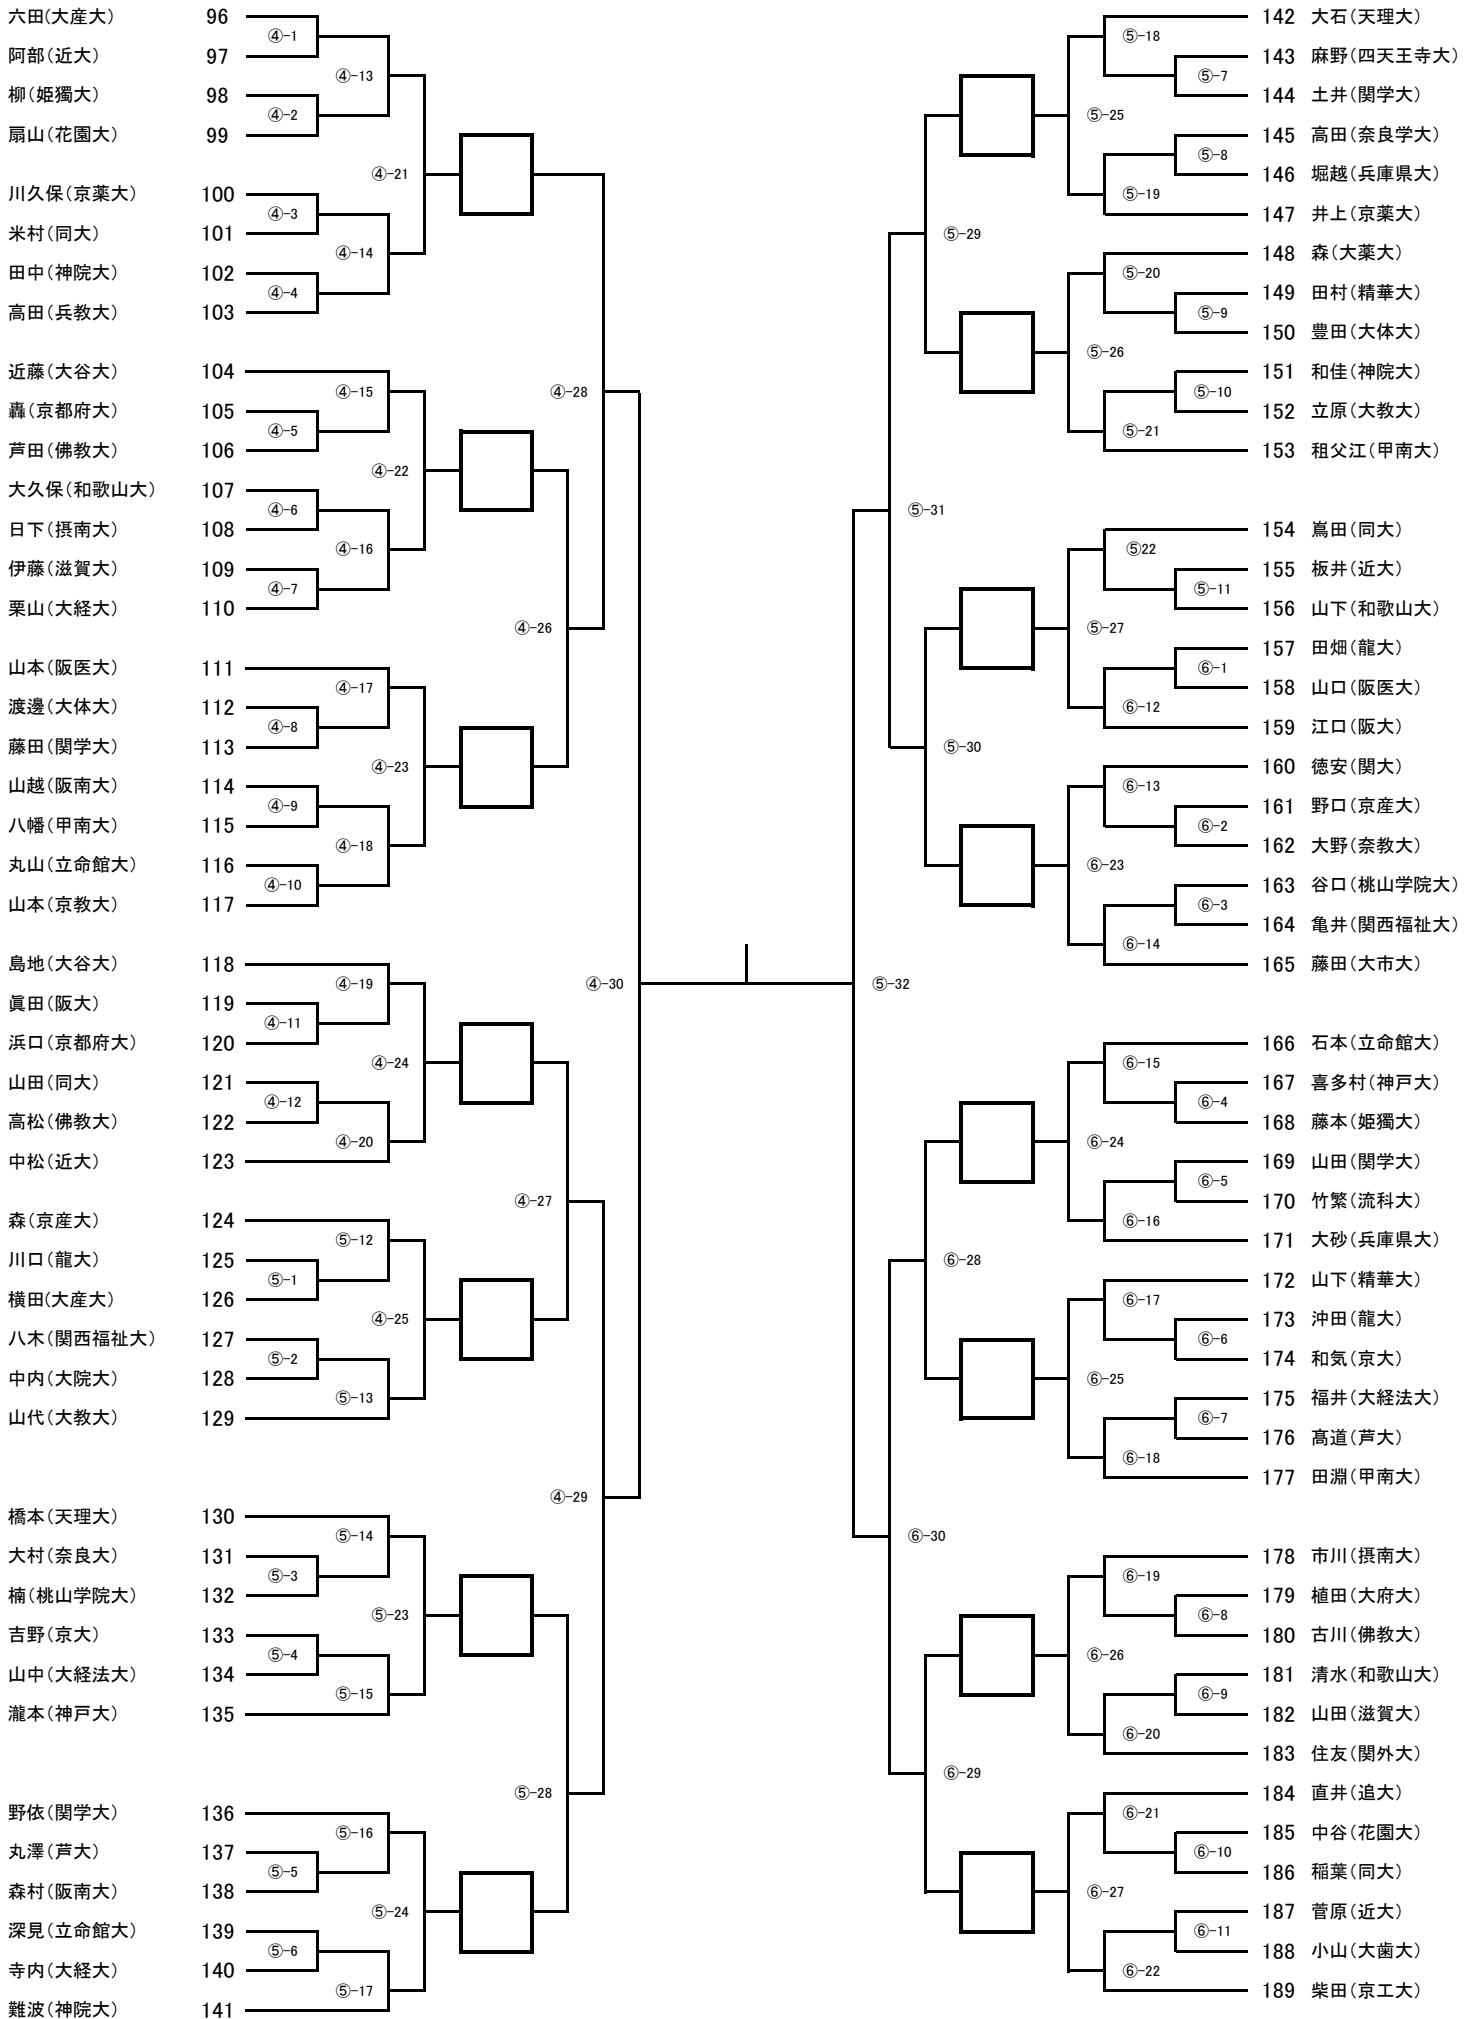 六田(大産大) 96
④-1
阿部(近大) 97
④-13
柳(姫獨大) 98
④-2
扇山(花園大) 99
④-21
川久保(京薬大) 100
④-3
米村(同大) 101
④-14
田中(神院大) 102
④-4
高田(兵教大) 103
近藤(大谷大) 104
④-15
④-28
轟(京都府大) 105
④-5
芦田(佛教大) 106
④-22
大久保(和歌山大) 107
④-6
日下(摂南大) 108
④-16
伊藤(滋賀大) 109
④-7
栗山(大経大) 110
④-26
山本(阪医大) 111
④-17
渡邊(大体大) 112
④-8
藤田(関学大) 113
④-23
山越(阪南大) 114
④-9
八幡(甲南大) 115
④-18
丸山(立命館大) 116
④-10
山本(京教大) 117
島地(大谷大) 118
④-19
④-30
眞田(阪大) 119
④-11
浜口(京都府大) 120
④-24
山田(同大) 121
④-12
高松(佛教大) 122
④-20
中松(近大) 123
④-27
森(京産大) 124
⑤-12
川口(龍大) 125
⑤-1
横田(大産大) 126
④-25
八木(関西福祉大) 127
⑤-2
中内(大院大) 128
⑤-13
山代(大教大) 129
④-29
橋本(天理大) 130
⑤-14
大村(奈良大) 131
⑤-3
楠(桃山学院大) 132
⑤-23
吉野(京大) 133
⑤-4
山中(大経法大) 134
⑤-15
瀧本(神戸大) 135
⑤-28
野依(関学大) 136
⑤-16
丸澤(芦大) 137
⑤-5
森村(阪南大) 138
⑤-24
深見(立命館大) 139
⑤-6
寺内(大経大) 140
⑤-17
難波(神院大) 141
142 大石(天理大)
⑤-18
143 麻野(四天王寺大)
⑤-7
144 土井(関学大)
⑤-25
145 高田(奈良学大)
⑤-8
146 堀越(兵庫県大)
⑤-19
147 井上(京薬大)
⑤-29
148 森(大薬大)
⑤-20
149 田村(精華大)
⑤-9
150 豊田(大体大)
⑤-26
151 和佳(神院大)
⑤-10
152 立原(大教大)
⑤-21
153 租父江(甲南大)
⑤-31
154 嶌田(同大)
⑤22
155 板井(近大)
⑤-11
156 山下(和歌山大)
⑤-27
157 田畑(龍大)
⑥-1
158 山口(阪医大)
⑥-12
159 江口(阪大)
⑤-30
160 徳安(関大)
⑥-13
161 野口(京産大)
⑥-2
162 大野(奈教大)
⑥-23
163 谷口(桃山学院大)
⑥-3
164 亀井(関西福祉大)
⑥-14
165 藤田(大市大)
⑤-32
166 石本(立命館大)
⑥-15
167 喜多村(神戸大)
⑥-4
168 藤本(姫獨大)
⑥-24
169 山田(関学大)
⑥-5
170 竹繁(流科大)
⑥-16
171 大砂(兵庫県大)
⑥-28
172 山下(精華大)
⑥-17
173 沖田(龍大)
⑥-6
174 和気(京大)
⑥-25
175 福井(大経法大)
⑥-7
176 髙道(芦大)
⑥-18
177 田淵(甲南大)
⑥-30
178 市川(摂南大)
⑥-19
179 植田(大府大)
⑥-8
180 古川(佛教大)
⑥-26
181 清水(和歌山大)
⑥-9
182 山田(滋賀大)
⑥-20
183 住友(関外大)
⑥-29
184 直井(追大)
⑥-21
185 中谷(花園大)
⑥-10
186 稲葉(同大)
⑥-27
187 菅原(近大)
⑥-11
188 小山(大歯大)
⑥-22
189 柴田(京工大)